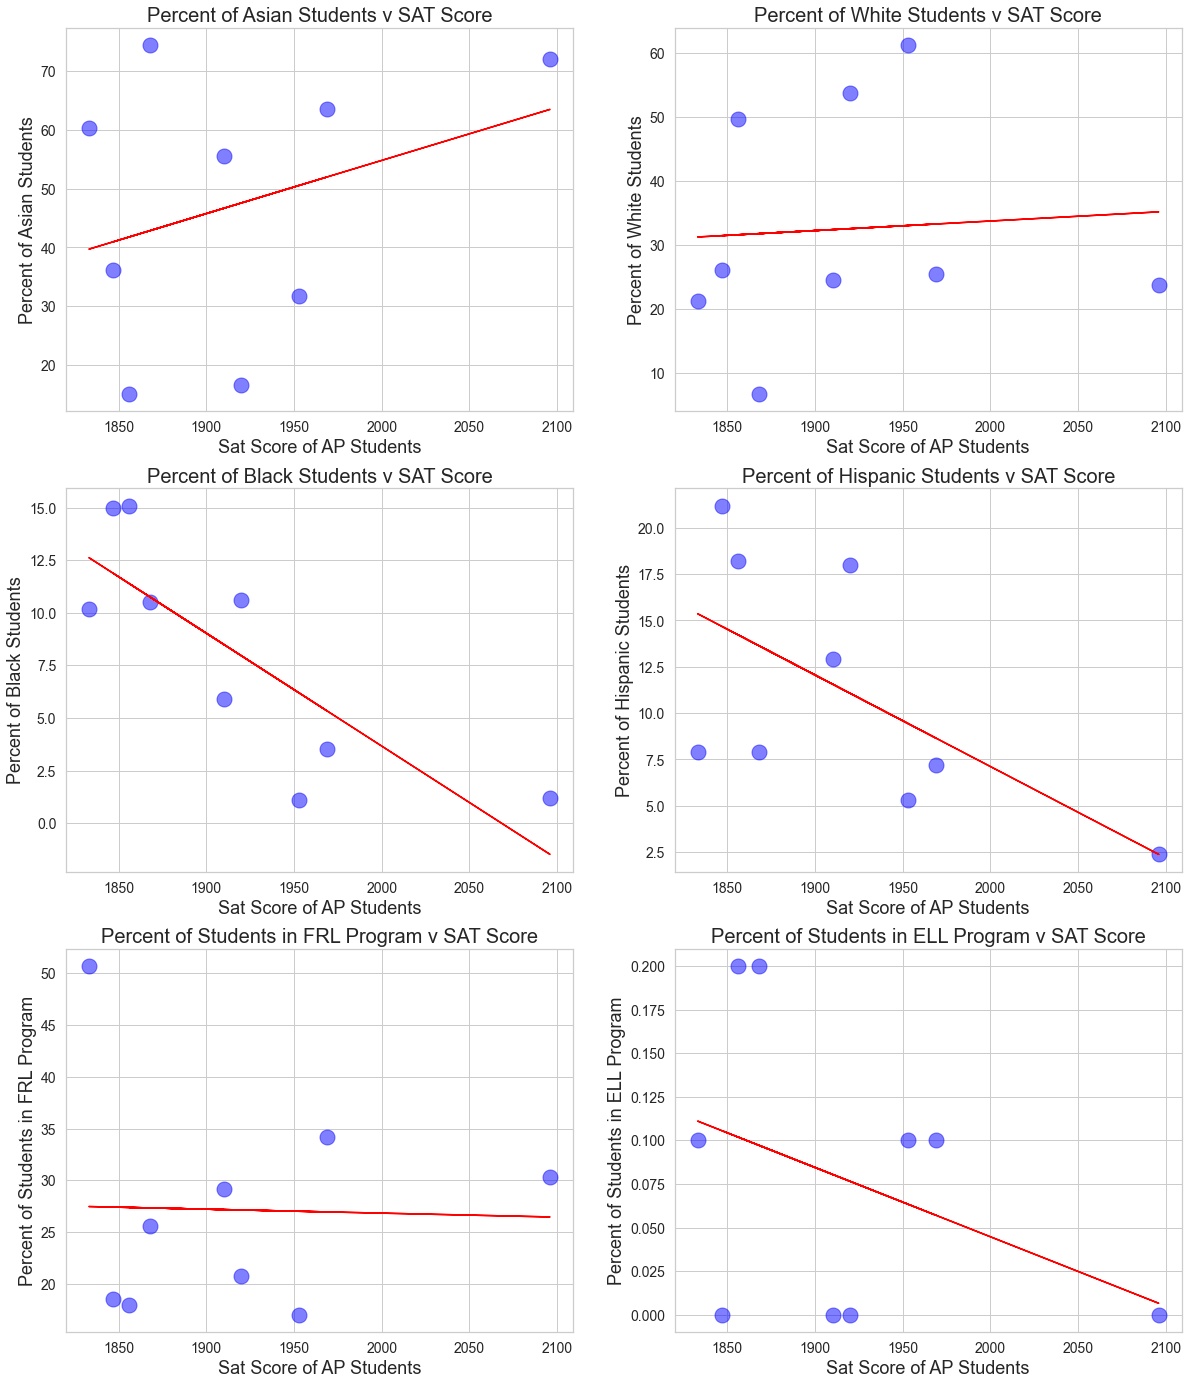 Percent of Asian Students v SAT Score
Percent of Asian Students
70
60
50
40
30
20
1850 1900 1950 2000 2050 2100
Sat Score of AP Students
Percent of White Students v SAT Score
Percent of White Students
60
50
40
30
20
10
1850 1900 1950 2000 2050 2100
Sat Score of AP Students
Percent of Black Students v SAT Score
Percent of Black Students
15.0
12.5
10.0
7.5
5.0
2.5
0.0
1850 1900 1950 2000 2050 2100
Sat Score of AP Students
Percent of Hispanic Students v SAT Score
Percent of Hispanic Students
20.0
17.5
15.0
12.5
10.0
7.5
5.0
2.5
1850 1900 1950 2000 2050 2100
Sat Score of AP Students
Percent of Students in FRL Program v SAT Score
Percent of Students in FRL Program
50
45
40
35
30
25
20
1850 1900 1950 2000 2050 2100
Sat Score of AP Students
Percent of Students in ELL Program v SAT Score
Percent of Students in ELL Program
0.200
0.175
0.150
0.125
0.100
0.075
0.050
0.025
0.000
1850 1900 1950 2000 2050 2100
Sat Score of AP Students